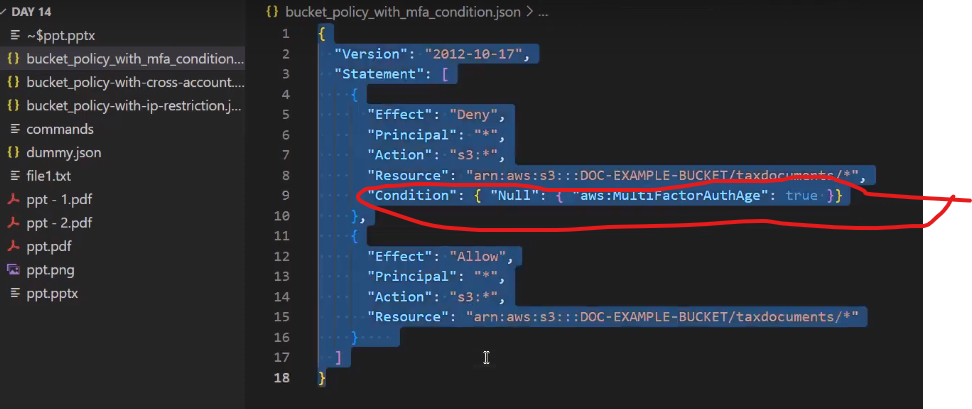 DAY 14
~$ppt.pptx
bucket_policy_with_mfa_condition...
bucket_policy-with-cross-account....
bucket_policy-with-ip-restriction.j...
commands
dummy.json
file1.txt
ppt - 1.pdf
ppt - 2.pdf
ppt.pdf
ppt.png
ppt.pptx
{} bucket_policy_with_mfa_condition.json > ...
1 {
2 "Version": "2012-10-17",
3 "Statement": [
4 {
5 "Effect": "Deny",
6 "Principal": "*",
7 "Action": "s3:*",
8 "Resource": "arn:aws:s3:::DOC-EXAMPLE-BUCKET/taxdocuments/*",
9 "Condition": { "Null": { "aws:MultiFactorAuthAge": true }}
10 },
11 {
12 "Effect": "Allow",
13 "Principal": "*",
14 "Action": "s3:*",
15 "Resource": "arn:aws:s3:::DOC-EXAMPLE-BUCKET/taxdocuments/*"
16 }
17 ]
18 }